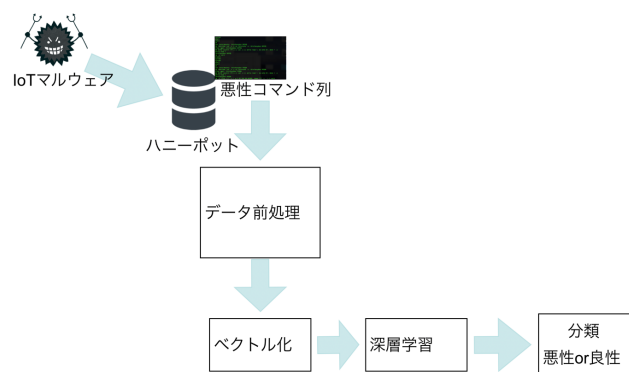 IoTマルウェア
悪性コマンド列
ハニーポット
データ前処理
ベクトル化
深層学習
分類
悪性or良性